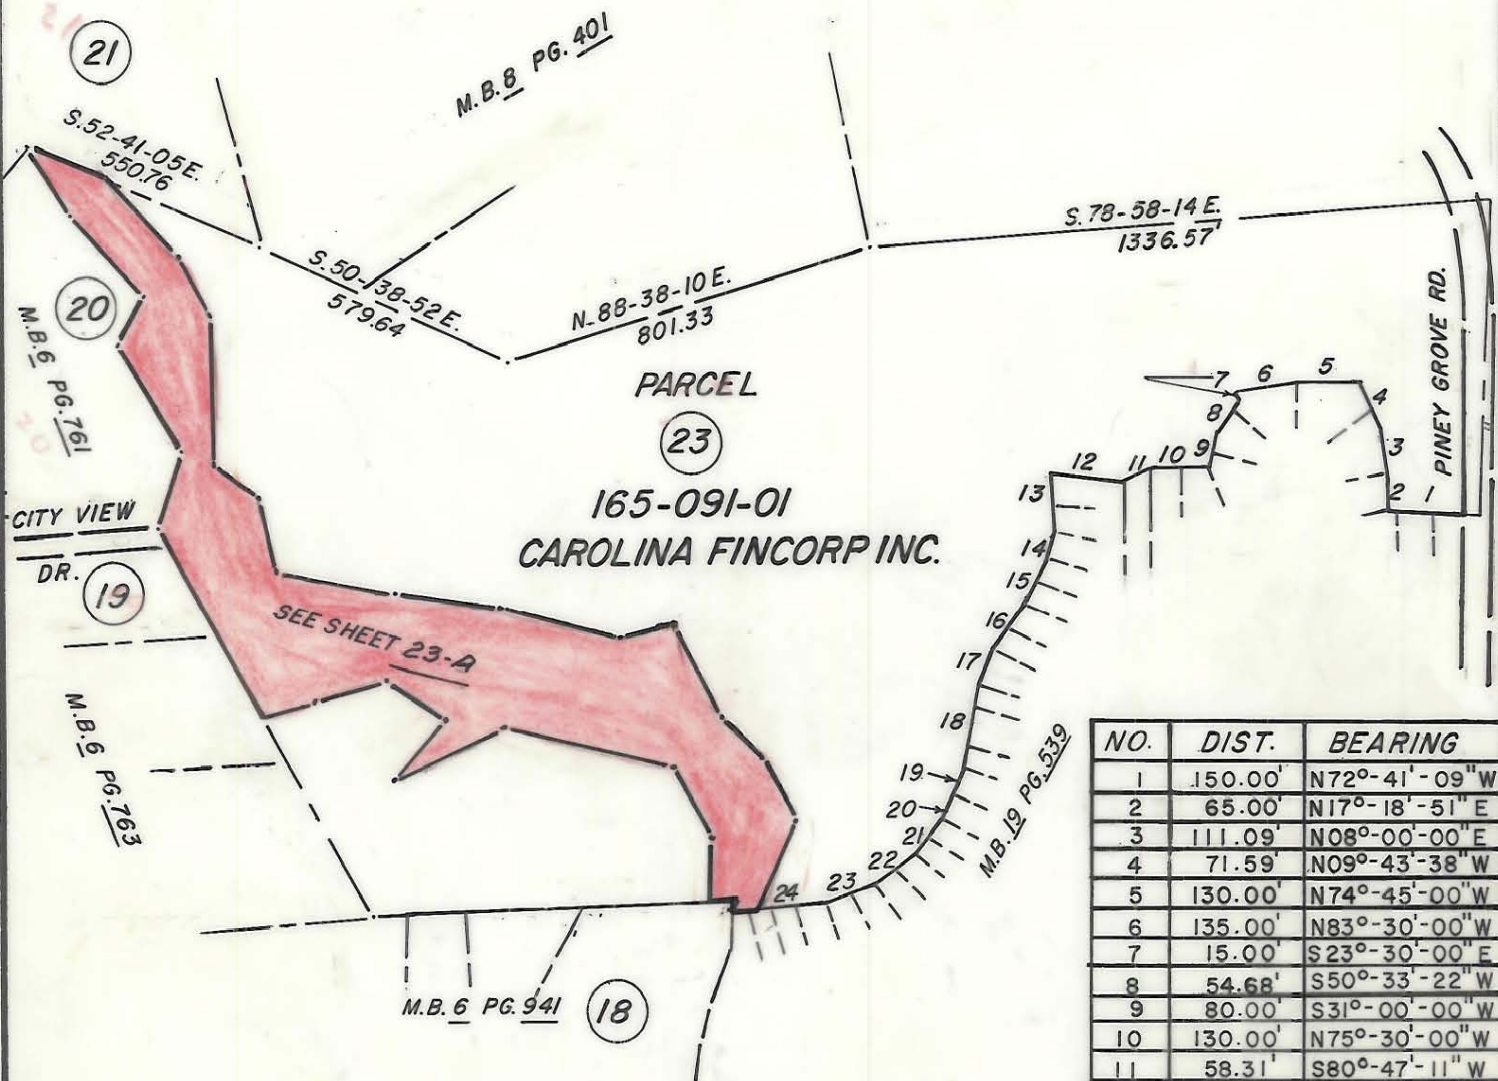 21
M.B.8 PG. 401
S.52-41-05E.
550.76
S.50-38-52E.
579.64
N.88-38-10E.
801.33
S.78-58-14E.
1336.57'
PINEY GROVE RD.
20
M.B.6 PG.761
PARCEL
23
165-091-01
CAROLINA FINCORP INC.
CITY VIEW
DR.
19
SEE SHEET 23-A
M.B.6 PG.763
M.B.6 PG.941
18
M.B.19 PG.539
1
2
3
4
5
6
7
8
9
10
11
12
13
14
15
16
17
18
19
20
21
22
23
24
NO. DIST. BEARING
1 150.00' N72°-41'-09"W
2 65.00' N17°-18'-51"E
3 111.09' N08°-00'-00"E
4 71.59' N09°-43'-38"W
5 130.00' N74°-45'-00"W
6 135.00' N83°-30'-00"W
7 15.00' S23°-30'-00"E
8 54.68' S50°-33'-22"W
9 80.00' S31°-00'-00"W
10 130.00' N75°-30'-00"W
11 58.31' S80°-47'-11"W